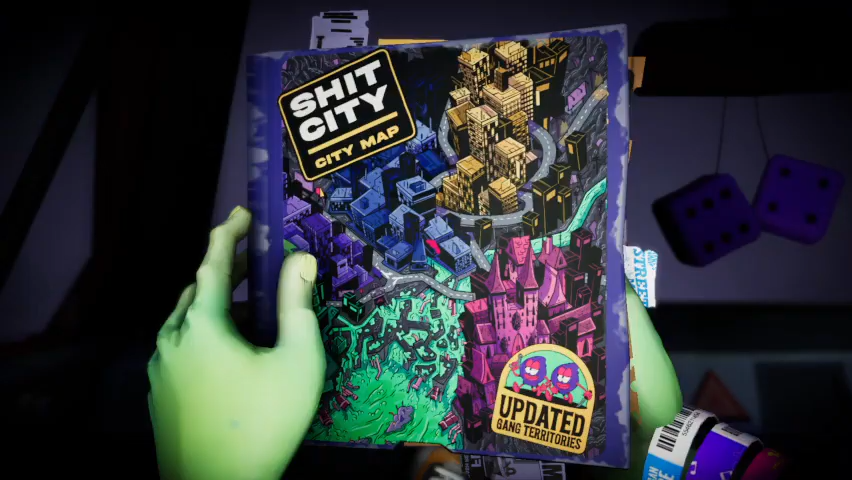 SHIT
CITY
CITY MAP
UPDATED
GANG TERRITORIES